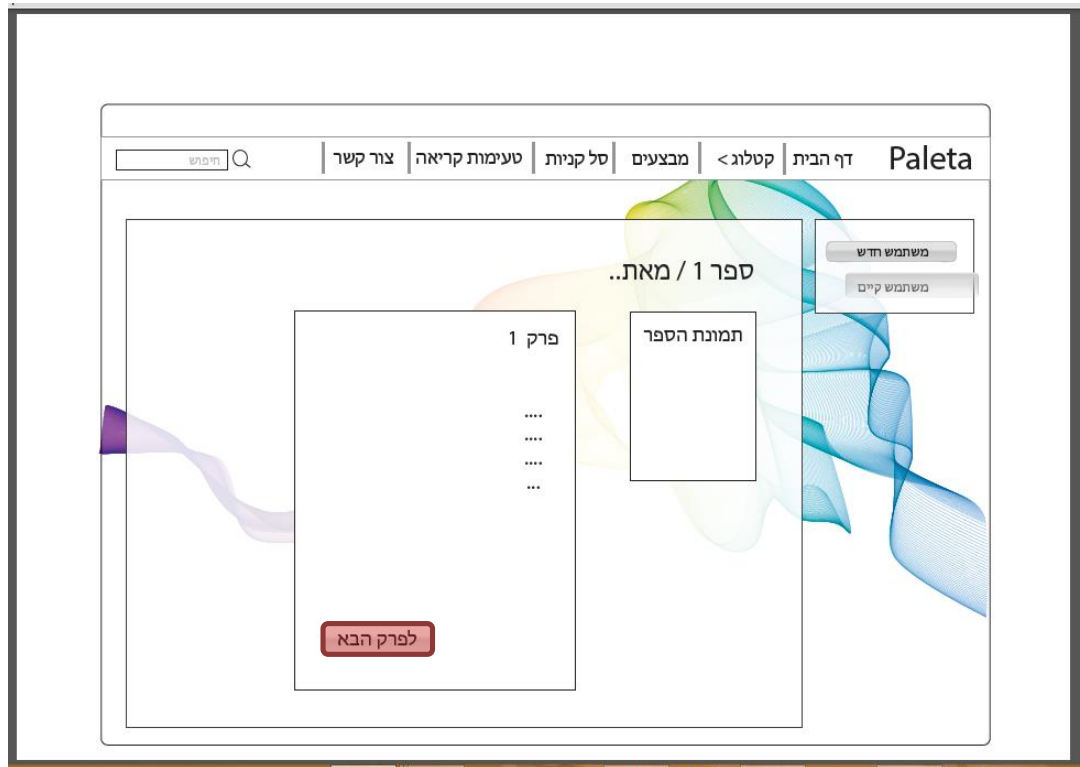 Paleta דף הבית קטלוג > מבצעים סל קניות טעימות קריאה צור קשר חיפוש
משתמש חדש
משתמש קיים
ספר 1 / מאת..
תמונת הספר
פרק 1
....
....
....
...
לפרק הבא